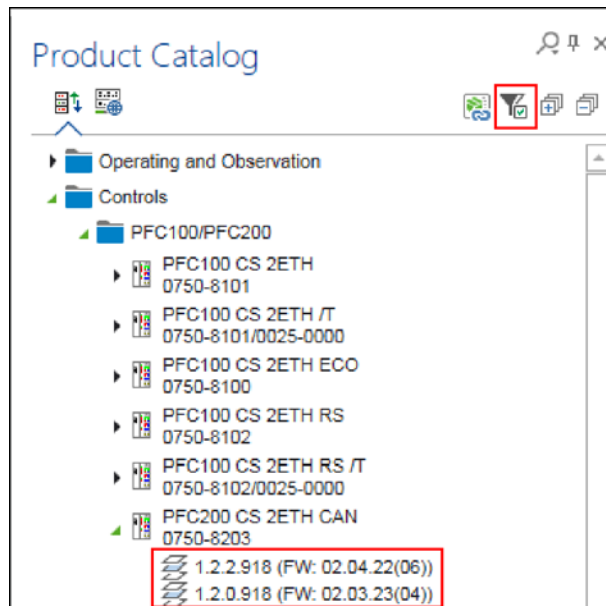 Product Catalog
Operating and Observation
Controls
PFC100/PFC200
PFC100 CS 2ETH
0750-8101
PFC100 CS 2ETH /T
0750-8101/0025-0000
PFC100 CS 2ETH ECO
0750-8100
PFC100 CS 2ETH RS
0750-8102
PFC100 CS 2ETH RS /T
0750-8102/0025-0000
PFC200 CS 2ETH CAN
0750-8203
1.2.2.918 (FW: 02.04.22(06))
1.2.0.918 (FW: 02.03.23(04))